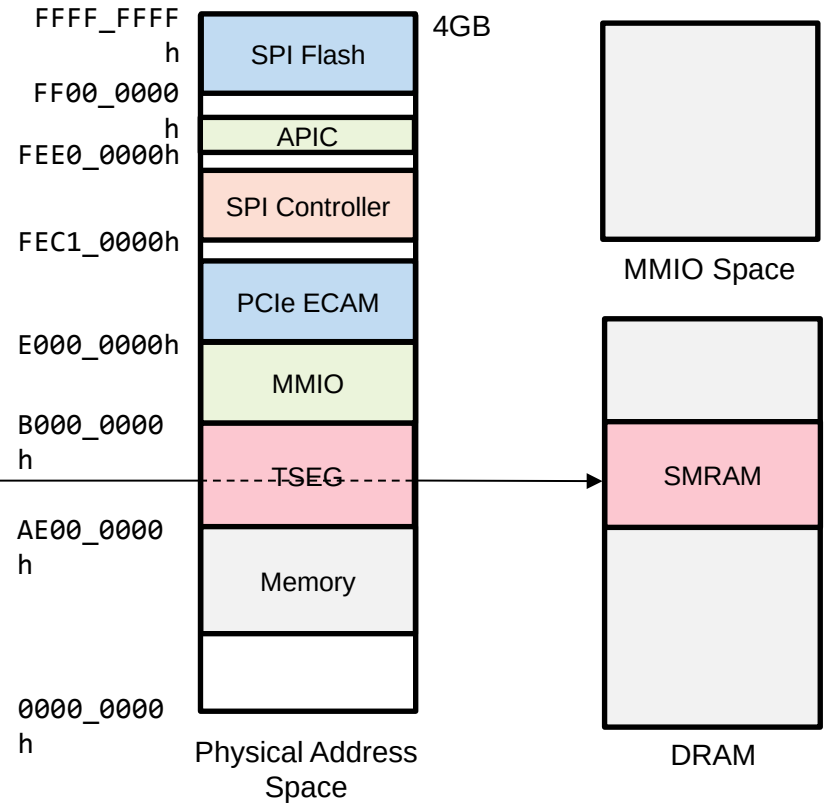 FFFF_FFFF
h
4GB
SPI Flash
FF00_0000
h
APIC
FEE0_0000h
SPI Controller
FEC1_0000h
MMIO Space
PCIe ECAM
E000_0000h
MMIO
B000_0000
h
TSEG
SMRAM
AE00_0000
h
Memory
0000_0000
h
Physical Address
Space
DRAM